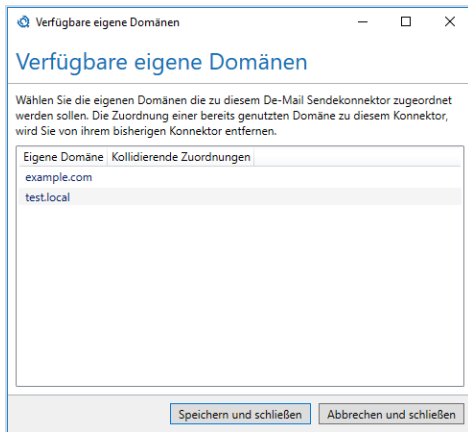 Verfügbare eigene Domänen
Verfügbare eigene Domänen
Wählen Sie die eigenen Domänen die zu diesem De-Mail Sendekonnektor zugeordnet
werden sollen. Die Zuordnung einer bereits genutzten Domäne zu diesem Konnektor,
wird Sie von ihrem bisherigen Konnektor entfernen.
Eigene Domäne Kollidierende Zuordnungen
example.com
test.local
Speichern und schließen Abbrechen und schließen